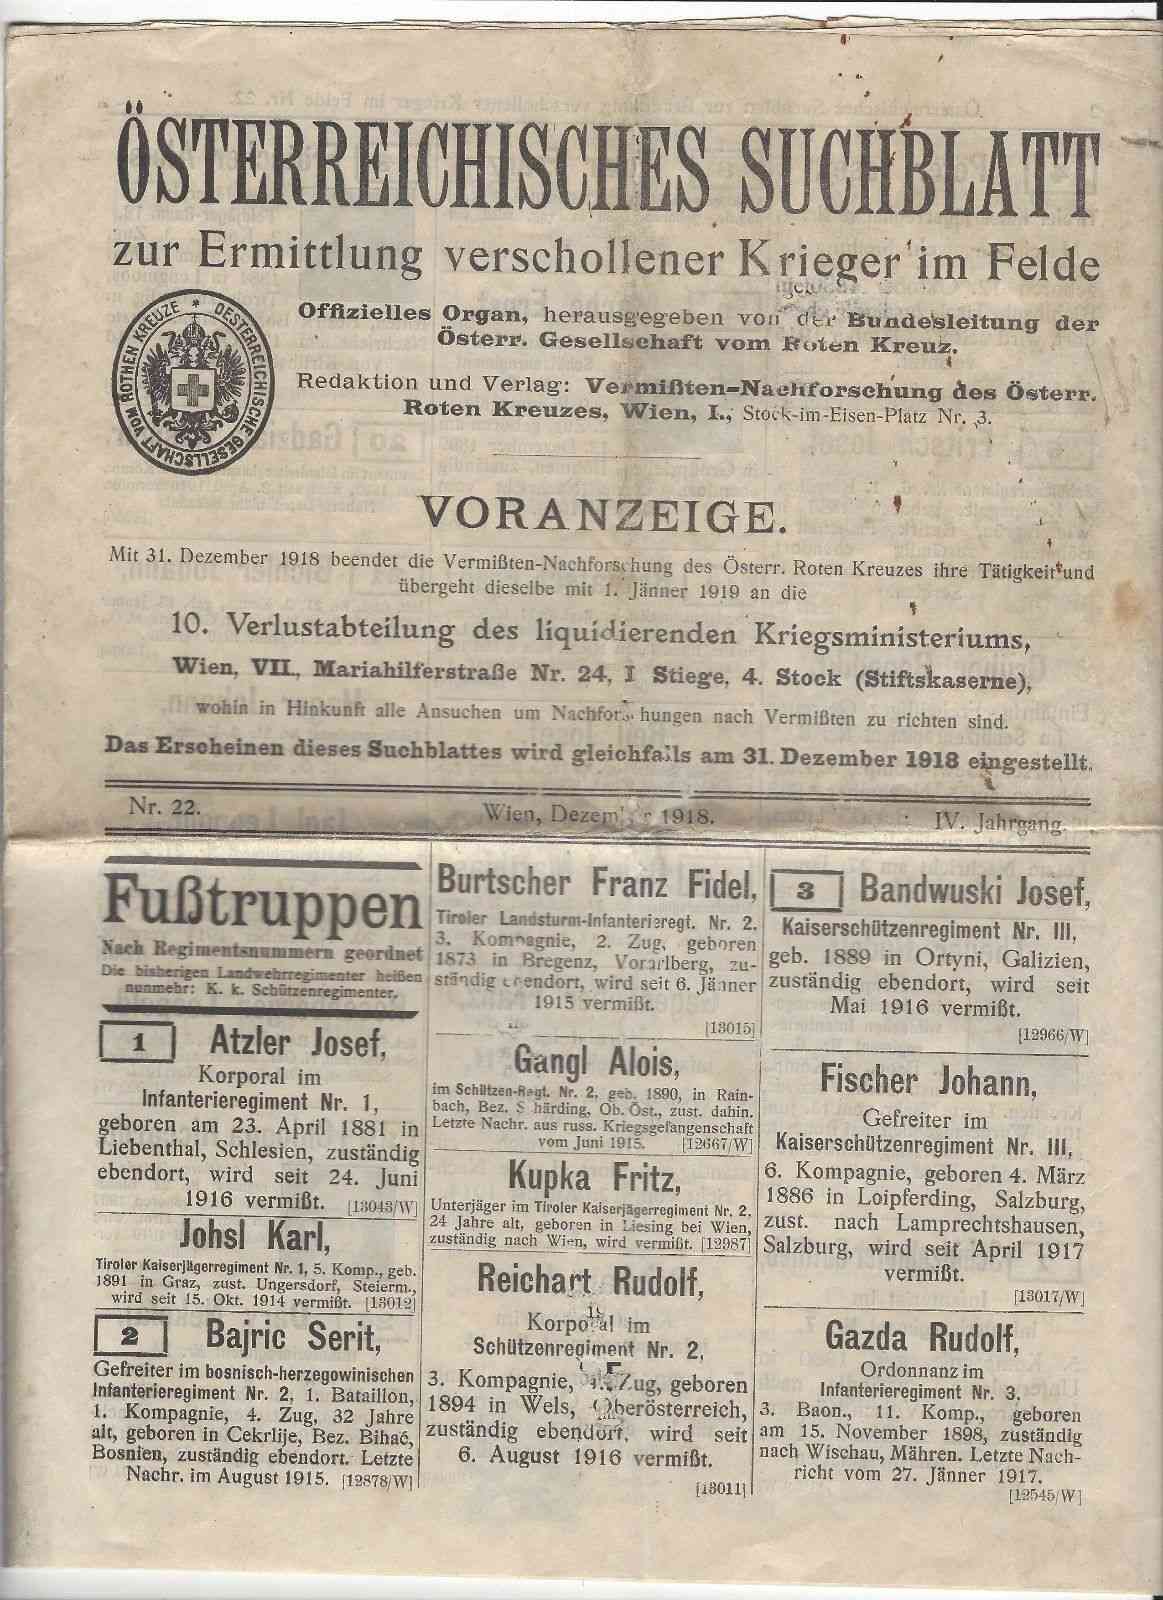 ÖSTERREICHISCHES SUCHBLATT
zur Ermittlung verschollener Krieger im Felde
OESTERREICHISCHE GESELLSCHAFT VOM ROTHEN KREUZE *
Offizielles Organ, herausgegeben von der Bundesleitung der
Österr. Gesellschaft vom Roten Kreuz.
Redaktion und Verlag: Vermißten-Nachforschung des Österr.
Roten Kreuzes, Wien, I., Stock-im-Eisen-Platz Nr. 3.
VORANZEIGE.
Mit 31. Dezember 1918 beendet die Vermißten-Nachforschung des Österr. Roten Kreuzes ihre Tätigkeit und
übergeht dieselbe mit 1. Jänner 1919 an die
10. Verlustabteilung des liquidierenden Kriegsministeriums,
Wien, VII., Mariahilferstraße Nr. 24, I Stiege, 4. Stock (Stiftskaserne),
wohin in Hinkunft alle Ansuchen um Nachforschungen nach Vermißten zu richten sind.
Das Erscheinen dieses Suchblattes wird gleichfalls am 31. Dezember 1918 eingestellt.
Nr. 22. Wien, Dezember 1918. IV. Jahrgang.
Fußtruppen
Nach Regimentsnummern geordnet
Die bisherigen Landwehrregimenter heißen
nunmehr: K. k. Schützenregimenter.
1 Atzler Josef,
Korporal im
Infanterieregiment Nr. 1,
geboren am 23. April 1881 in
Liebenthal, Schlesien, zuständig
ebendort, wird seit 24. Juni
1916 vermißt. [13043/W]
Johsl Karl,
Tiroler Kaiserjägerregiment Nr. 1, 5. Komp., geb.
1891 in Graz, zust. Ungersdorf, Steierm.,
wird seit 15. Okt. 1914 vermißt. [13012]
2 Bajric Serit,
Gefreiter im bosnisch-herzegowinischen
Infanterieregiment Nr. 2, 1. Bataillon,
1. Kompagnie, 4. Zug, 32 Jahre
alt, geboren in Cekrlije, Bez. Bihać,
Bosnien, zuständig ebendort. Letzte
Nachr. im August 1915. [12878/W]
Burtscher Franz Fidel,
Tiroler Landsturm-Infanterieregt. Nr. 2.
3. Kompagnie, 2. Zug, geboren
1873 in Bregenz, Vorarlberg, zu-
ständig ebendort, wird seit 6. Jänner
1915 vermißt.
[13015]
Gangl Alois,
im Schützen-Regt. Nr. 2, geb. 1890, in Rain-
bach, Bez. Schärding, Ob. Öst., zust. dahin.
Letzte Nachr. aus russ. Kriegsgefangenschaft
vom Juni 1915. [12667/W]
Kupka Fritz,
Unterjäger im Tiroler Kaiserjägerregiment Nr. 2,
24 Jahre alt, geboren in Liesing bei Wien,
zuständig nach Wien, wird vermißt. [12987]
Reichart Rudolf,
Korporal im
Schützenregiment Nr. 2,
3. Kompagnie, Zug, geboren
1894 in Wels, Oberösterreich,
zuständig ebendort, wird seit
6. August 1916 vermißt.
[13011]
3 Bandwuski Josef,
Kaiserschützenregiment Nr. III,
geb. 1889 in Ortyni, Galizien,
zuständig ebendort, wird seit
Mai 1916 vermißt.
[12966/W]
Fischer Johann,
Gefreiter im
Kaiserschützenregiment Nr. III,
6. Kompagnie, geboren 4. März
1886 in Loipferding, Salzburg,
zust. nach Lamprechtshausen,
Salzburg, wird seit April 1917
vermißt.
[13017/W]
Gazda Rudolf,
Ordonnanz im
Infanterieregiment Nr. 3.
3. Baon., 11. Komp., geboren
am 15. November 1898, zuständig
nach Wischau, Mähren. Letzte Nach-
richt vom 27. Jänner 1917.
[12545/W]